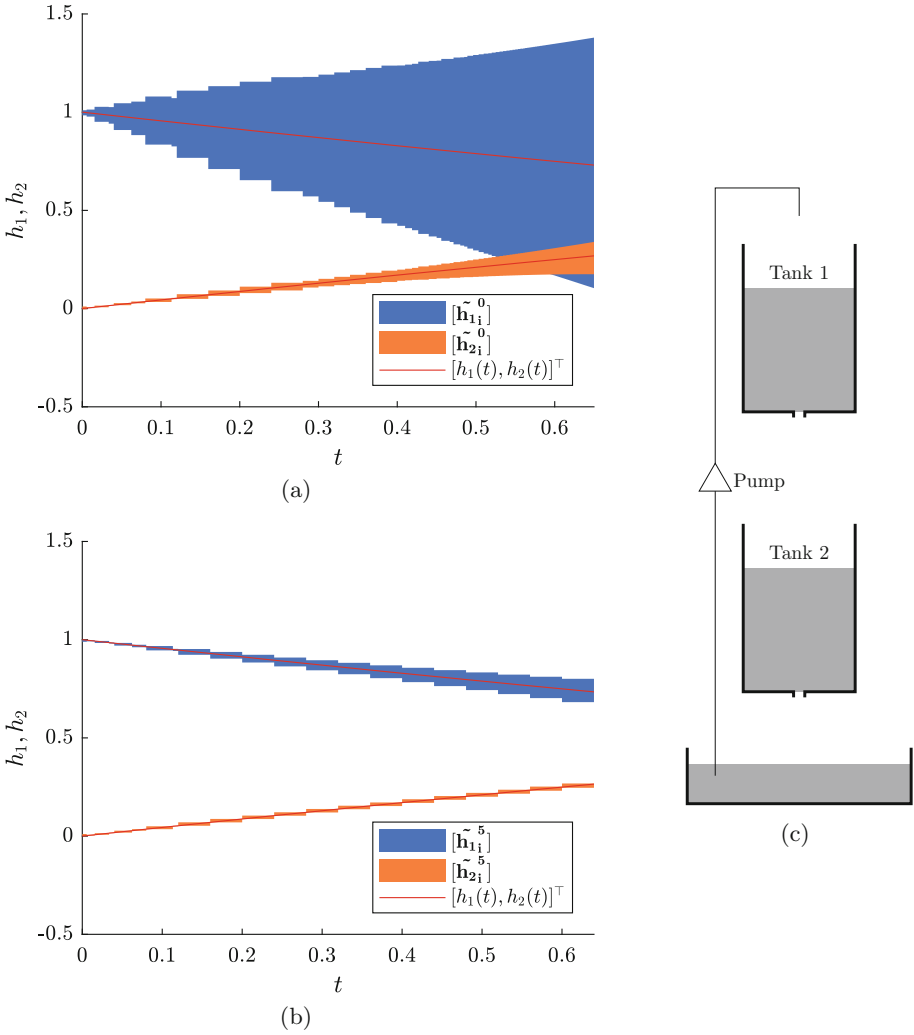 1.5
1
0.5
0
-0.5
h₁, h₂
0 0.1 0.2 0.3 0.4 0.5 0.6
t
[h̃₁ᵢ⁰]
[h̃₂ᵢ⁰]
[h₁(t), h₂(t)]⊤
(a)
1.5
1
0.5
0
-0.5
h₁, h₂
0 0.1 0.2 0.3 0.4 0.5 0.6
t
[h̃₁ᵢ⁵]
[h̃₂ᵢ⁵]
[h₁(t), h₂(t)]⊤
(b)
Tank 1
Pump
Tank 2
(c)